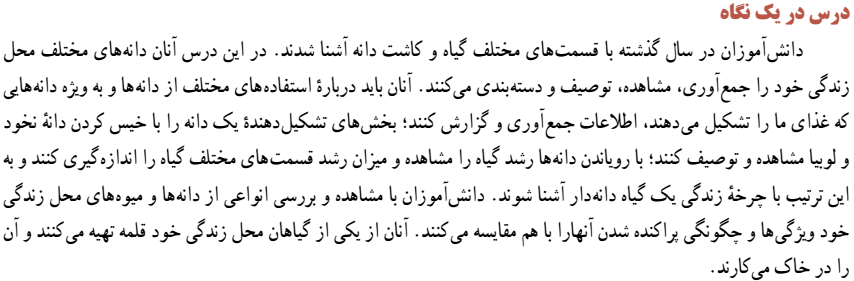 درس در یک نگاه
دانش‌آموزان در سال گذشته با قسمت‌های مختلف گیاه و کاشت دانه آشنا شدند. در این درس آنان دانه‌های مختلف محل
زندگی خود را جمع‌آوری، مشاهده، توصیف و دسته‌بندی می‌کنند. آنان باید دربارهٔ استفاده‌های مختلف از دانه‌ها و به ویژه دانه‌هایی
که غذای ما را تشکیل می‌دهند، اطلاعات جمع‌آوری و گزارش کنند؛ بخش‌های تشکیل‌دهندهٔ یک دانه را با خیس کردن دانهٔ نخود
و لوبیا مشاهده و توصیف کنند؛ با رویاندن دانه‌ها رشد گیاه را مشاهده و میزان رشد قسمت‌های مختلف گیاه را اندازه‌گیری کنند و به
این ترتیب با چرخهٔ زندگی یک گیاه دانه‌دار آشنا شوند. دانش‌آموزان با مشاهده و بررسی انواعی از دانه‌ها و میوه‌های محل زندگی
خود ویژگی‌ها و چگونگی پراکنده شدن آنهارا با هم مقایسه می‌کنند. آنان از یکی از گیاهان محل زندگی خود قلمه تهیه می‌کنند و آن
را در خاک می‌کارند.